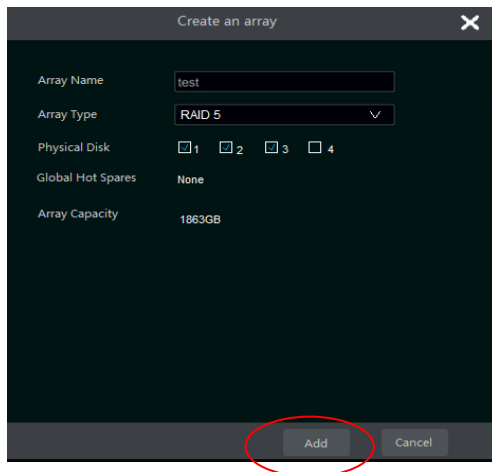 Create an array
Array Name test
Array Type RAID 5
Physical Disk 1 2 3 4
Global Hot Spares None
Array Capacity 1863GB
Add Cancel